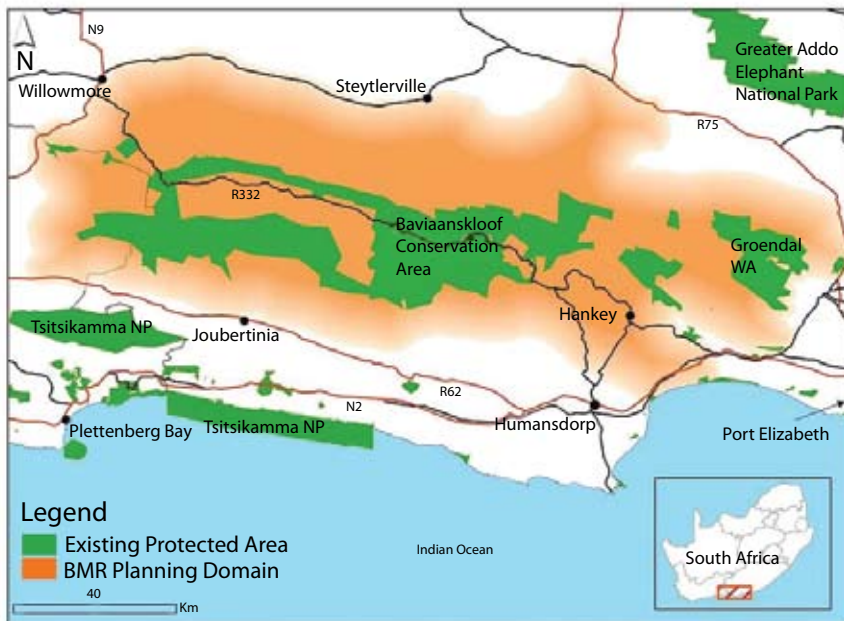 N9
N
Willowmore
Steytlerville
Greater Addo
Elephant
National Park
R75
R332
Baviaanskloof
Conservation
Area
Groendal
WA
Tsitsikamma NP
Joubertinia
Hankey
R62
N2
Plettenberg Bay
Tsitsikamma NP
Humansdorp
Port Elizabeth
Legend
Existing Protected Area
BMR Planning Domain
40
Km
Indian Ocean
South Africa